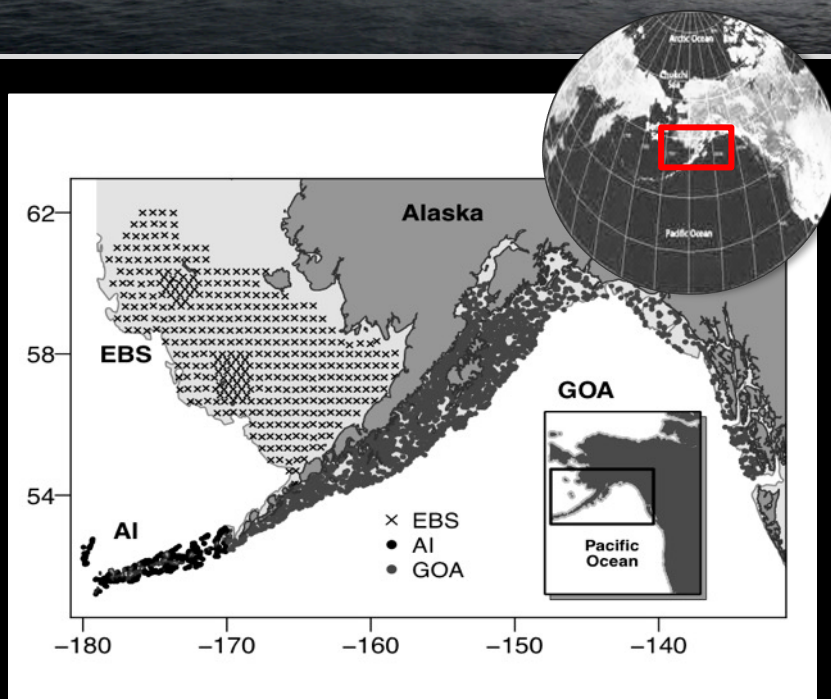 Arctic Ocean
Chukchi
Sea
Pacific Ocean
62
58
54
Alaska
EBS
GOA
AI
× EBS
● AI
● GOA
Pacific
Ocean
−180
−170
−160
−150
−140